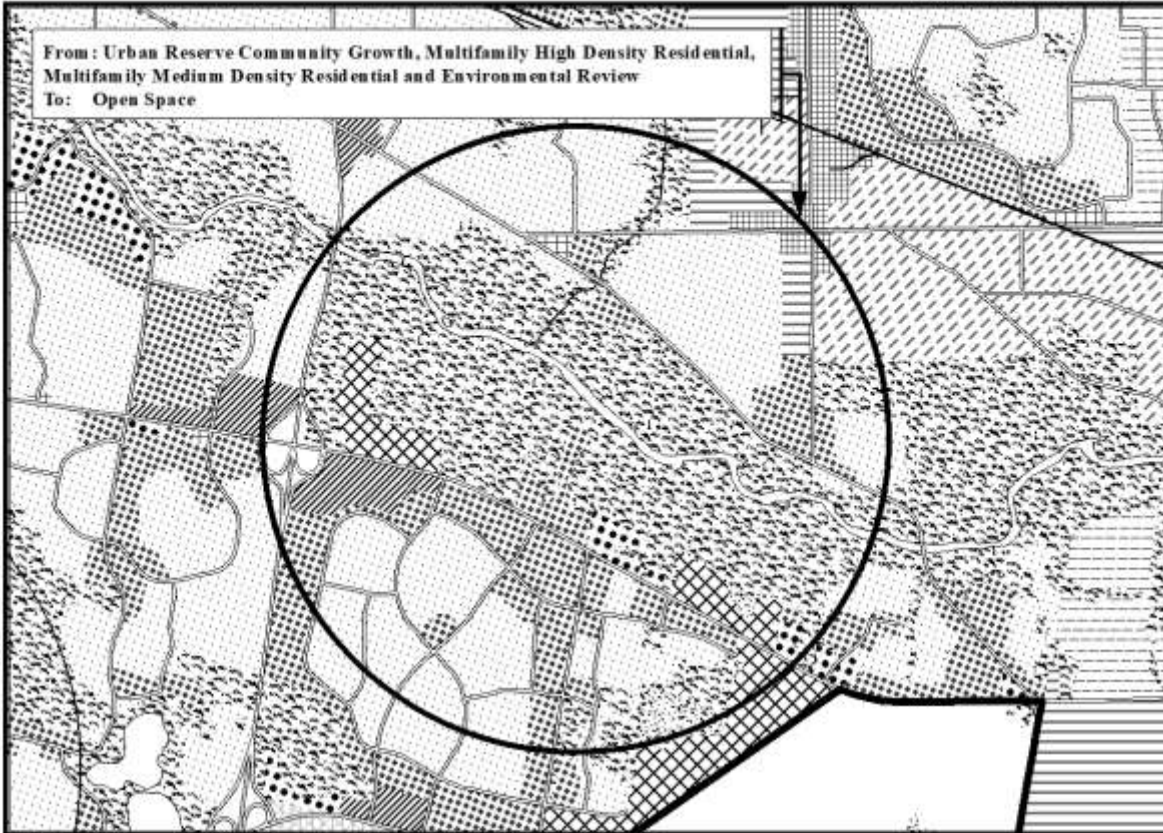 From: Urban Reserve Community Growth, Multifamily High Density Residential,
Multifamily Medium Density Residential and Environmental Review
To: Open Space